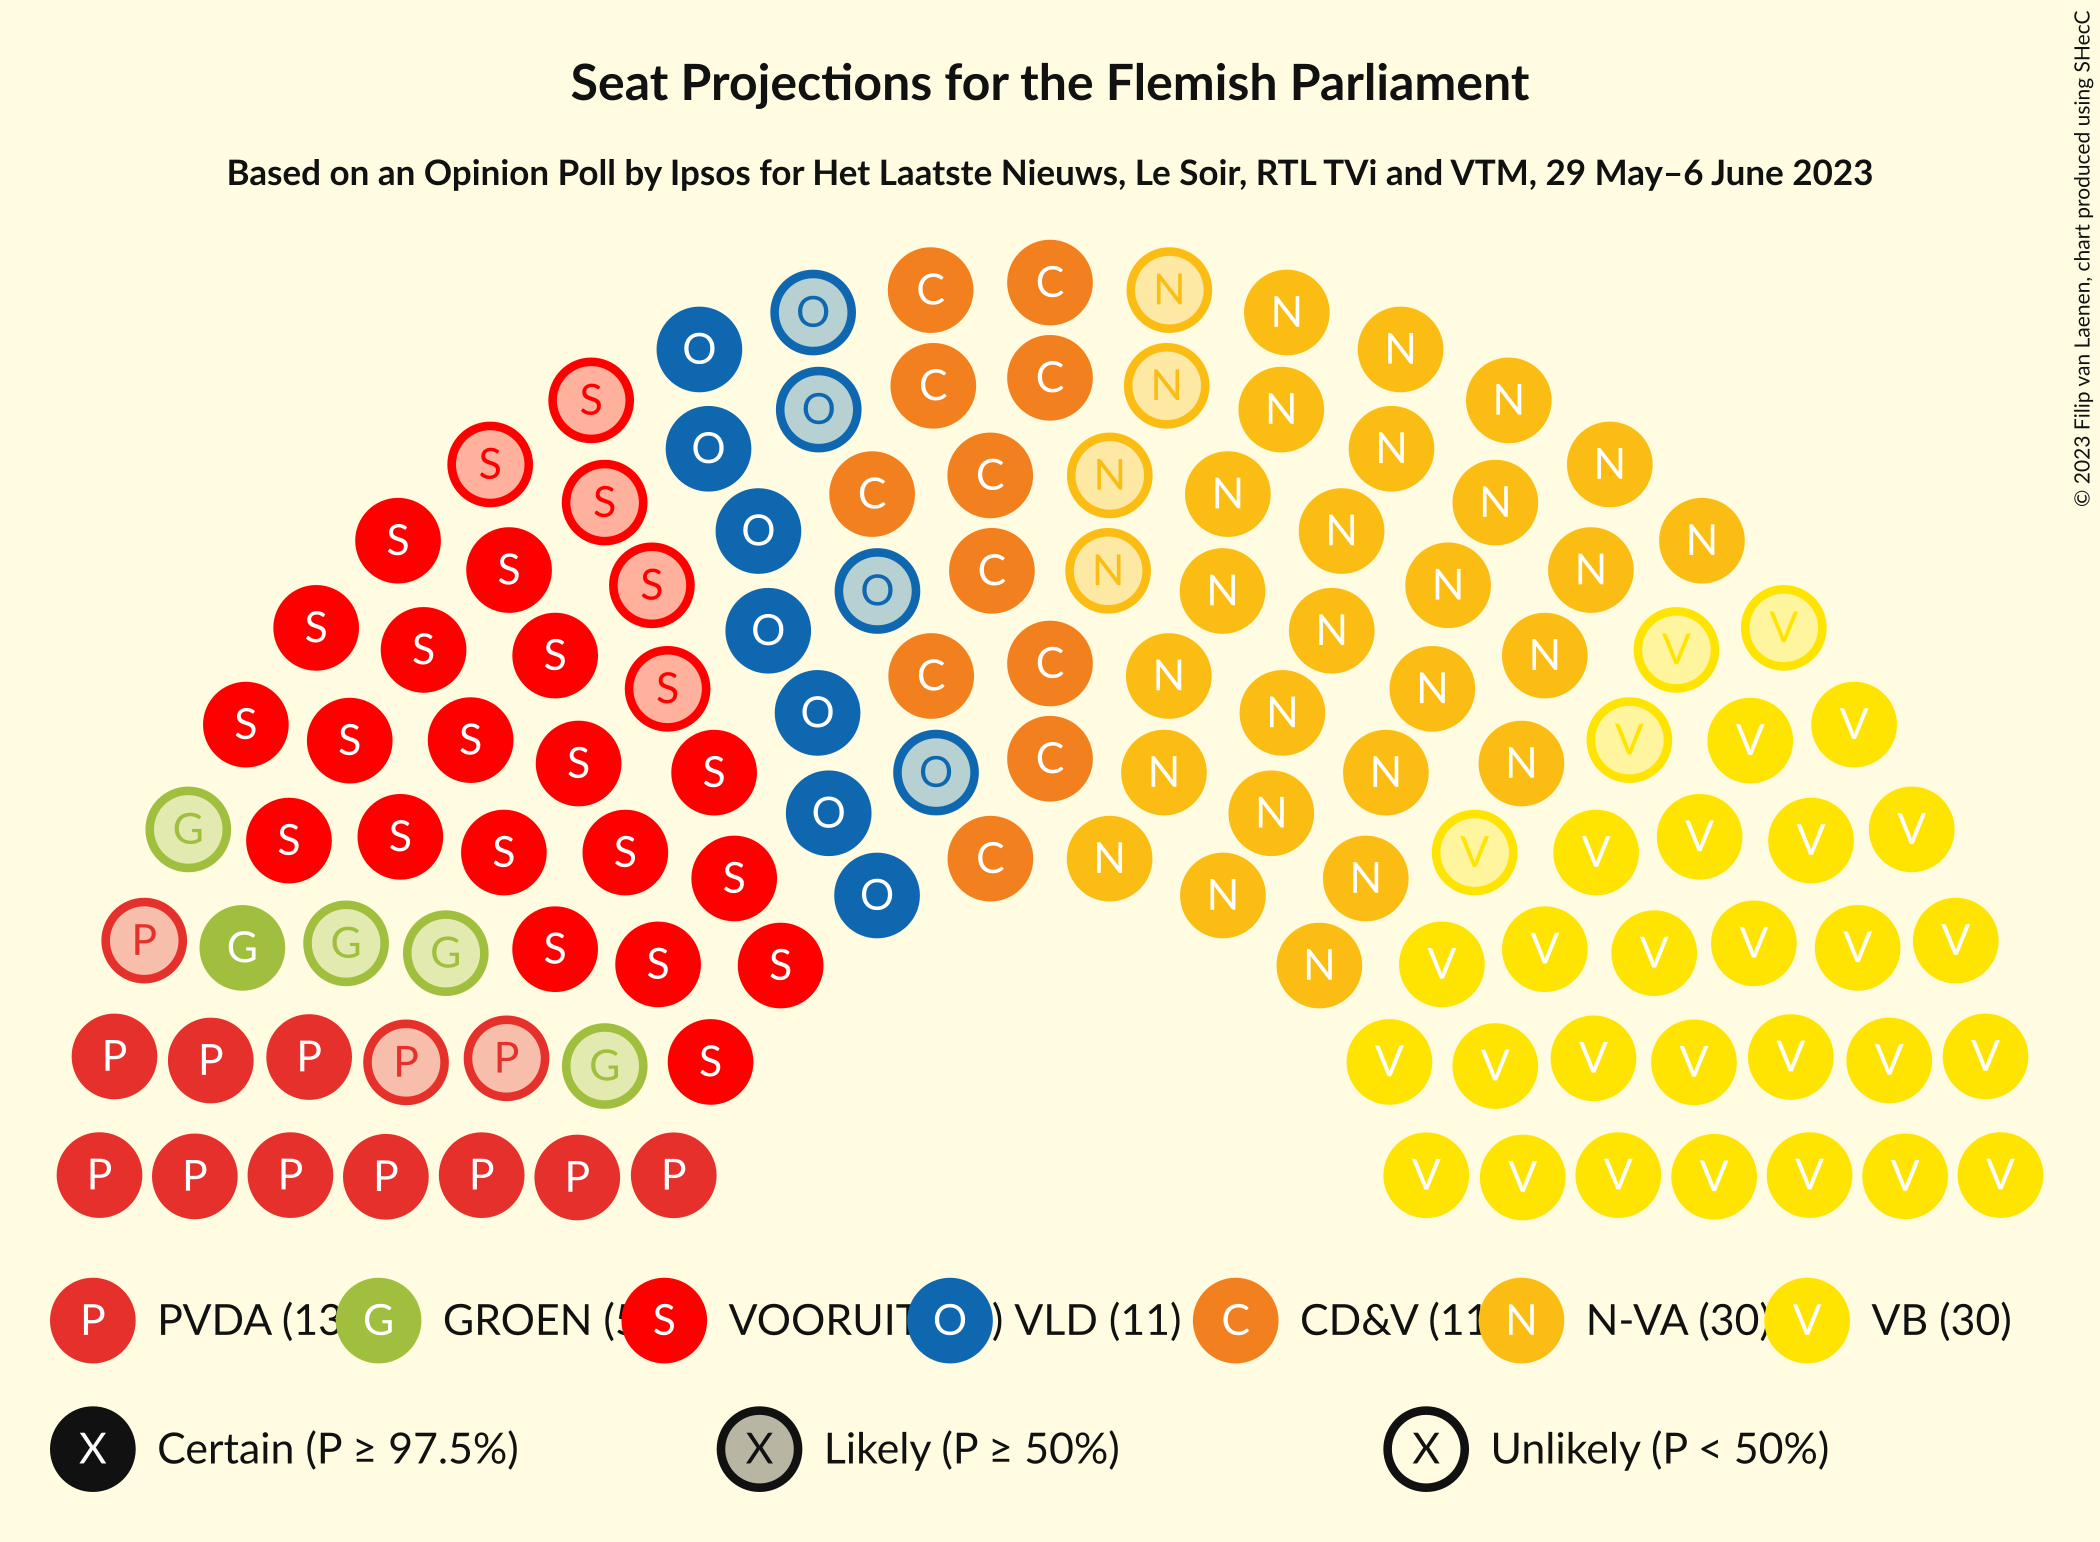 Seat Projections for the Flemish Parliament
Based on an Opinion Poll by Ipsos for Het Laatste Nieuws, Le Soir, RTL TVi and VTM, 29 May–6 June 2023
© 2023 Filip van Laenen, chart produced using SHecC
O C C N N
O N
S O C C N N N
S S O C C N N N N N
S S S O O C N N N N N N
S S S S O C C N N N N V V
S S S S S O O C N N N N V V V
G S S S S S O O C N N N N V V V V V
P G G G S S S N V V V V V V
P P P P P G S V V V V V V V
P P P P P P P V V V V V V V
P PVDA (13 G GROEN (5 S VOORUIT O ) VLD (11) C CD&V (11 N N-VA (30) V VB (30)
X Certain (P ≥ 97.5%) X Likely (P ≥ 50%) X Unlikely (P < 50%)